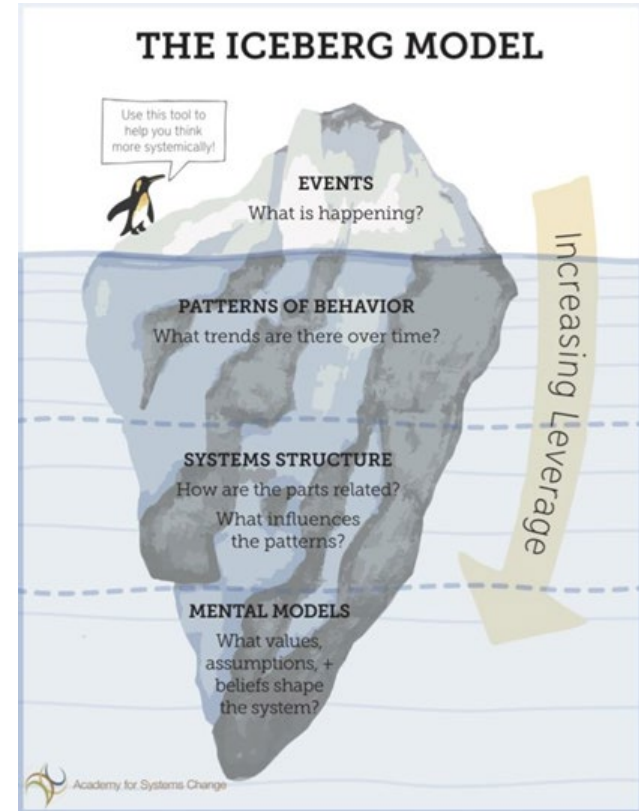 THE ICEBERG MODEL
Use this tool to
help you think
more systemically!
EVENTS
What is happening?
PATTERNS OF BEHAVIOR
What trends are there over time?
SYSTEMS STRUCTURE
How are the parts related?
What influences
the patterns?
MENTAL MODELS
What values,
assumptions, +
beliefs shape
the system?
Increasing Leverage
Academy for Systems Change